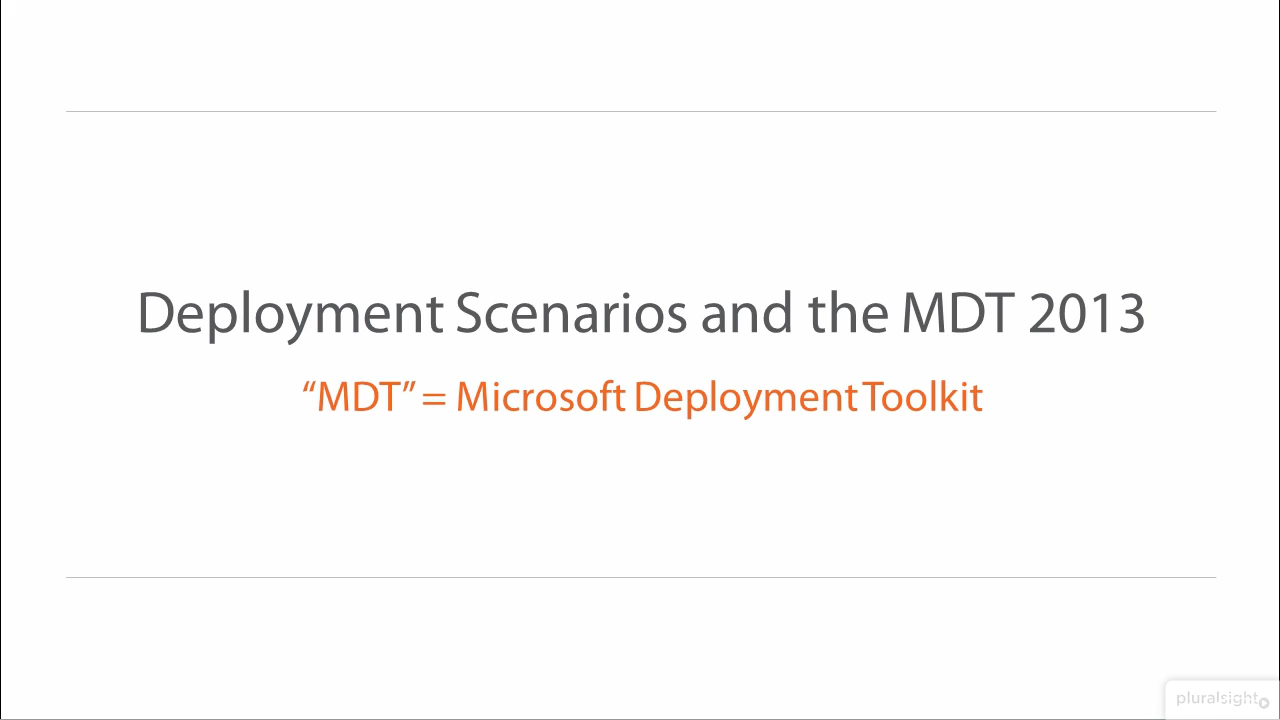 Deployment Scenarios and the MDT 2013
“MDT” = Microsoft Deployment Toolkit
pluralsight